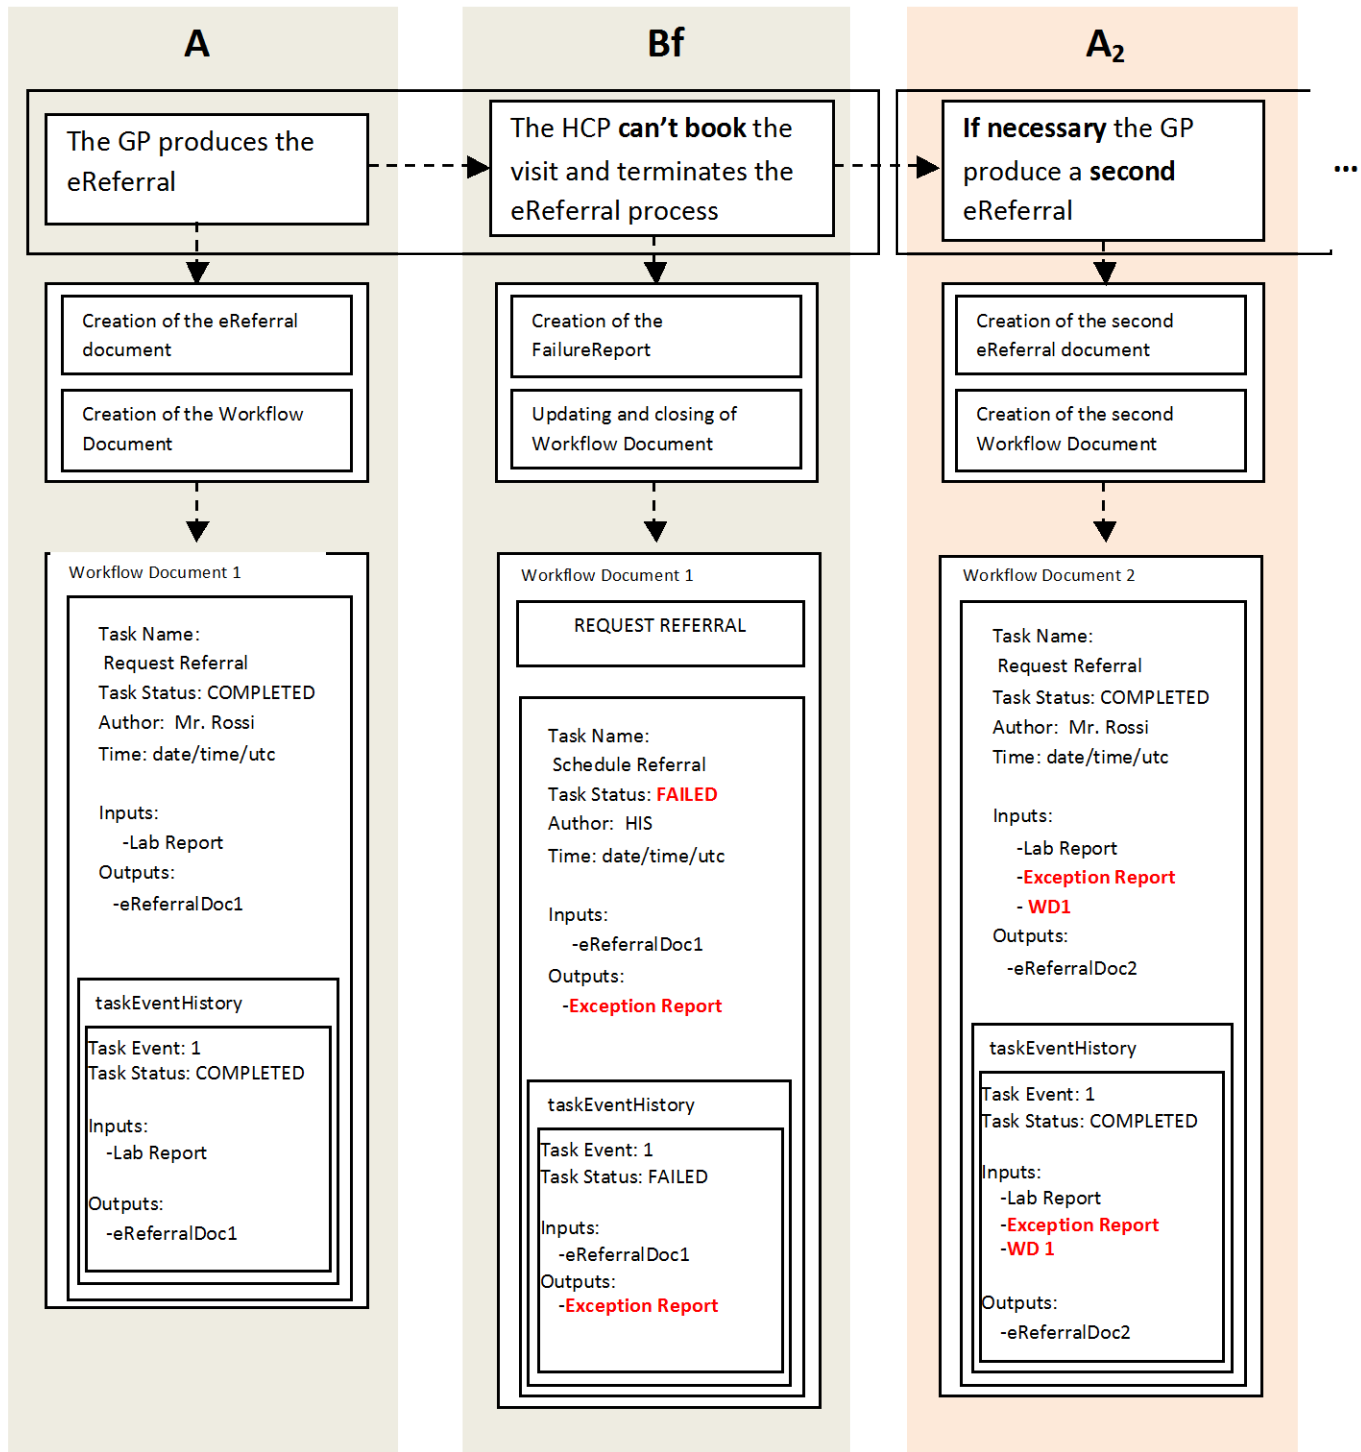 A
The GP produces the
eReferral
Creation of the eReferral
document
Creation of the Workflow
Document
Workflow Document 1
Task Name:
Request Referral
Task Status: COMPLETED
Author: Mr. Rossi
Time: date/time/utc
Inputs:
-Lab Report
Outputs:
-eReferralDoc1
taskEventHistory
Task Event: 1
Task Status: COMPLETED
Inputs:
-Lab Report
Outputs:
-eReferralDoc1
Bf
The HCP can't book the
visit and terminates the
eReferral process
Creation of the
FailureReport
Updating and closing of
Workflow Document
Workflow Document 1
REQUEST REFERRAL
Task Name:
Schedule Referral
Task Status: FAILED
Author: HIS
Time: date/time/utc
Inputs:
-eReferralDoc1
Outputs:
-Exception Report
taskEventHistory
Task Event: 1
Task Status: FAILED
Inputs:
-eReferralDoc1
Outputs:
-Exception Report
A2
If necessary the GP
produce a second
eReferral
...
Creation of the second
eReferral document
Creation of the second
Workflow Document
Workflow Document 2
Task Name:
Request Referral
Task Status: COMPLETED
Author: Mr. Rossi
Time: date/time/utc
Inputs:
-Lab Report
-Exception Report
- WD1
Outputs:
-eReferralDoc2
taskEventHistory
Task Event: 1
Task Status: COMPLETED
Inputs:
-Lab Report
-Exception Report
-WD 1
Outputs:
-eReferralDoc2